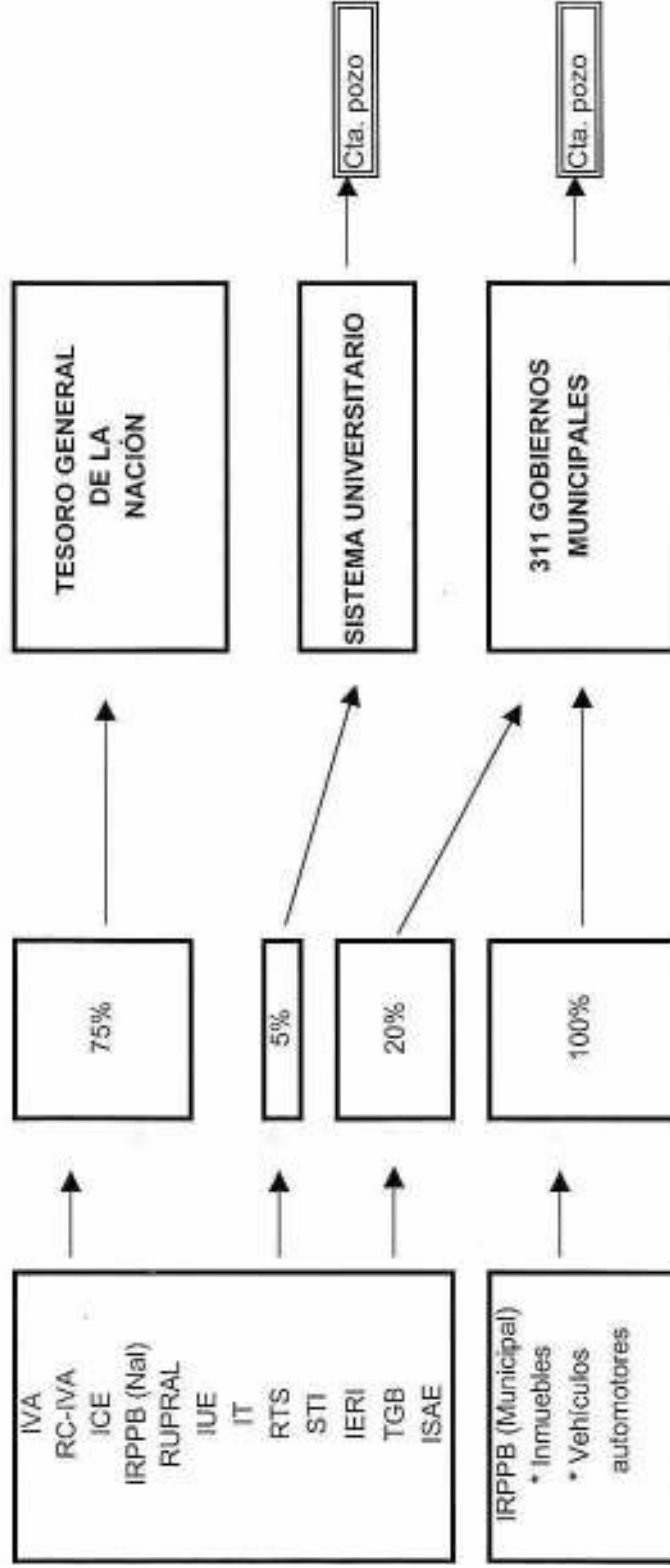 IVA
RC-IVA
ICE
IRPPB (Nal)
RUPRAL
IUE
IT
RTS
STI
IERI
TGB
ISAE
IRPPB (Municipal)
* Inmuebles
* Vehículos
automotores
75%
5%
20%
100%
TESORO GENERAL
DE LA
NACIÓN
SISTEMA UNIVERSITARIO
311 GOBIERNOS
MUNICIPALES
Cta. pozo
Cta. pozo